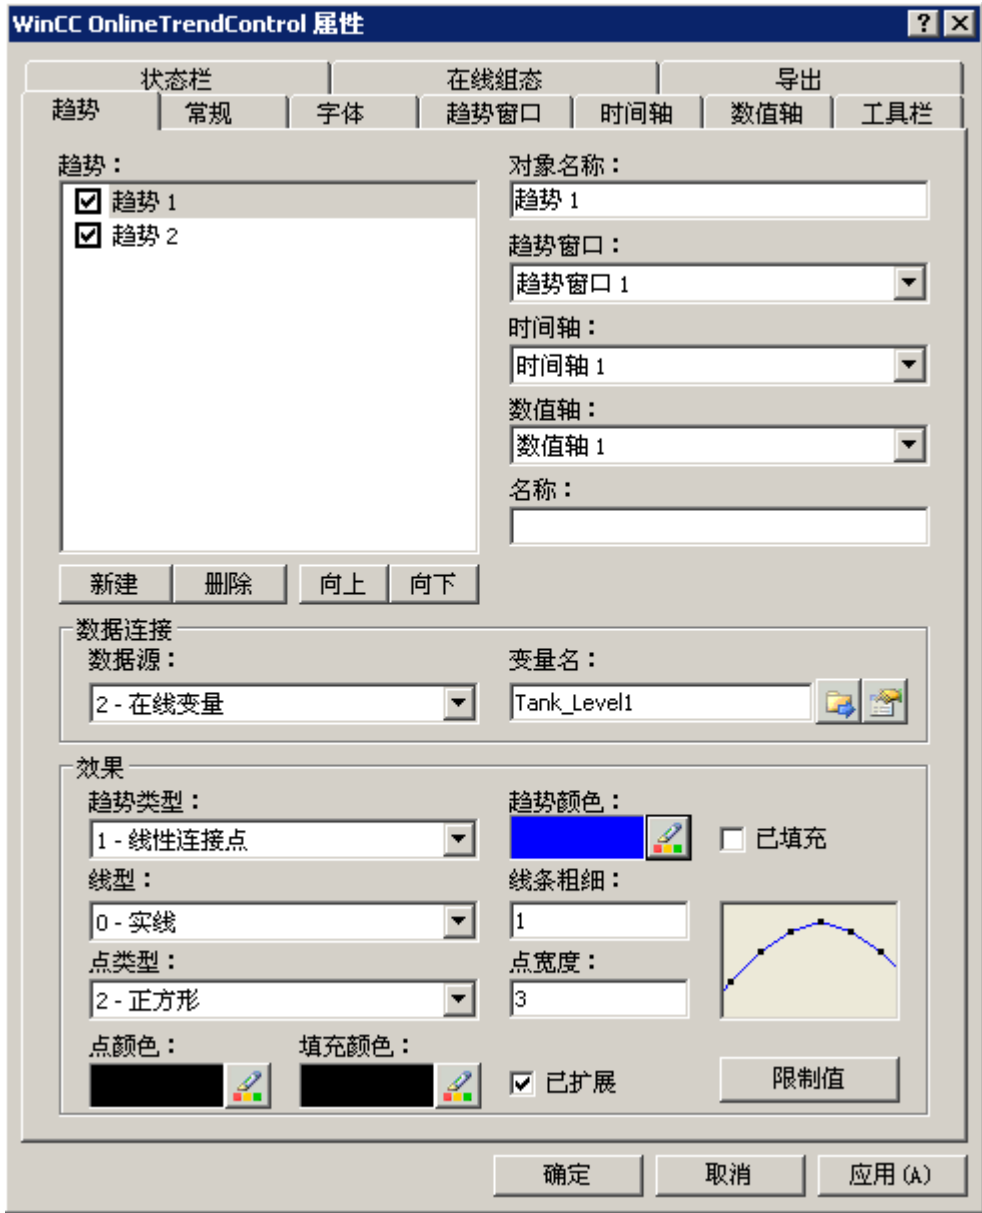 WinCC OnlineTrendControl 属性
状态栏 在线组态 导出
趋势 常规 字体 趋势窗口 时间轴 数值轴 工具栏
趋势：
趋势 1
趋势 2
对象名称：
趋势 1
趋势窗口：
趋势窗口 1
时间轴：
时间轴 1
数值轴：
数值轴 1
名称：
新建 删除 向上 向下
数据连接
数据源： 变量名：
2 - 在线变量 Tank_Level1
效果
趋势类型： 趋势颜色：
1 - 线性连接点 已填充
线型： 线条粗细：
0 - 实线 1
点类型： 点宽度：
2 - 正方形 3
点颜色： 填充颜色：
已扩展 限制值
确定 取消 应用(A)